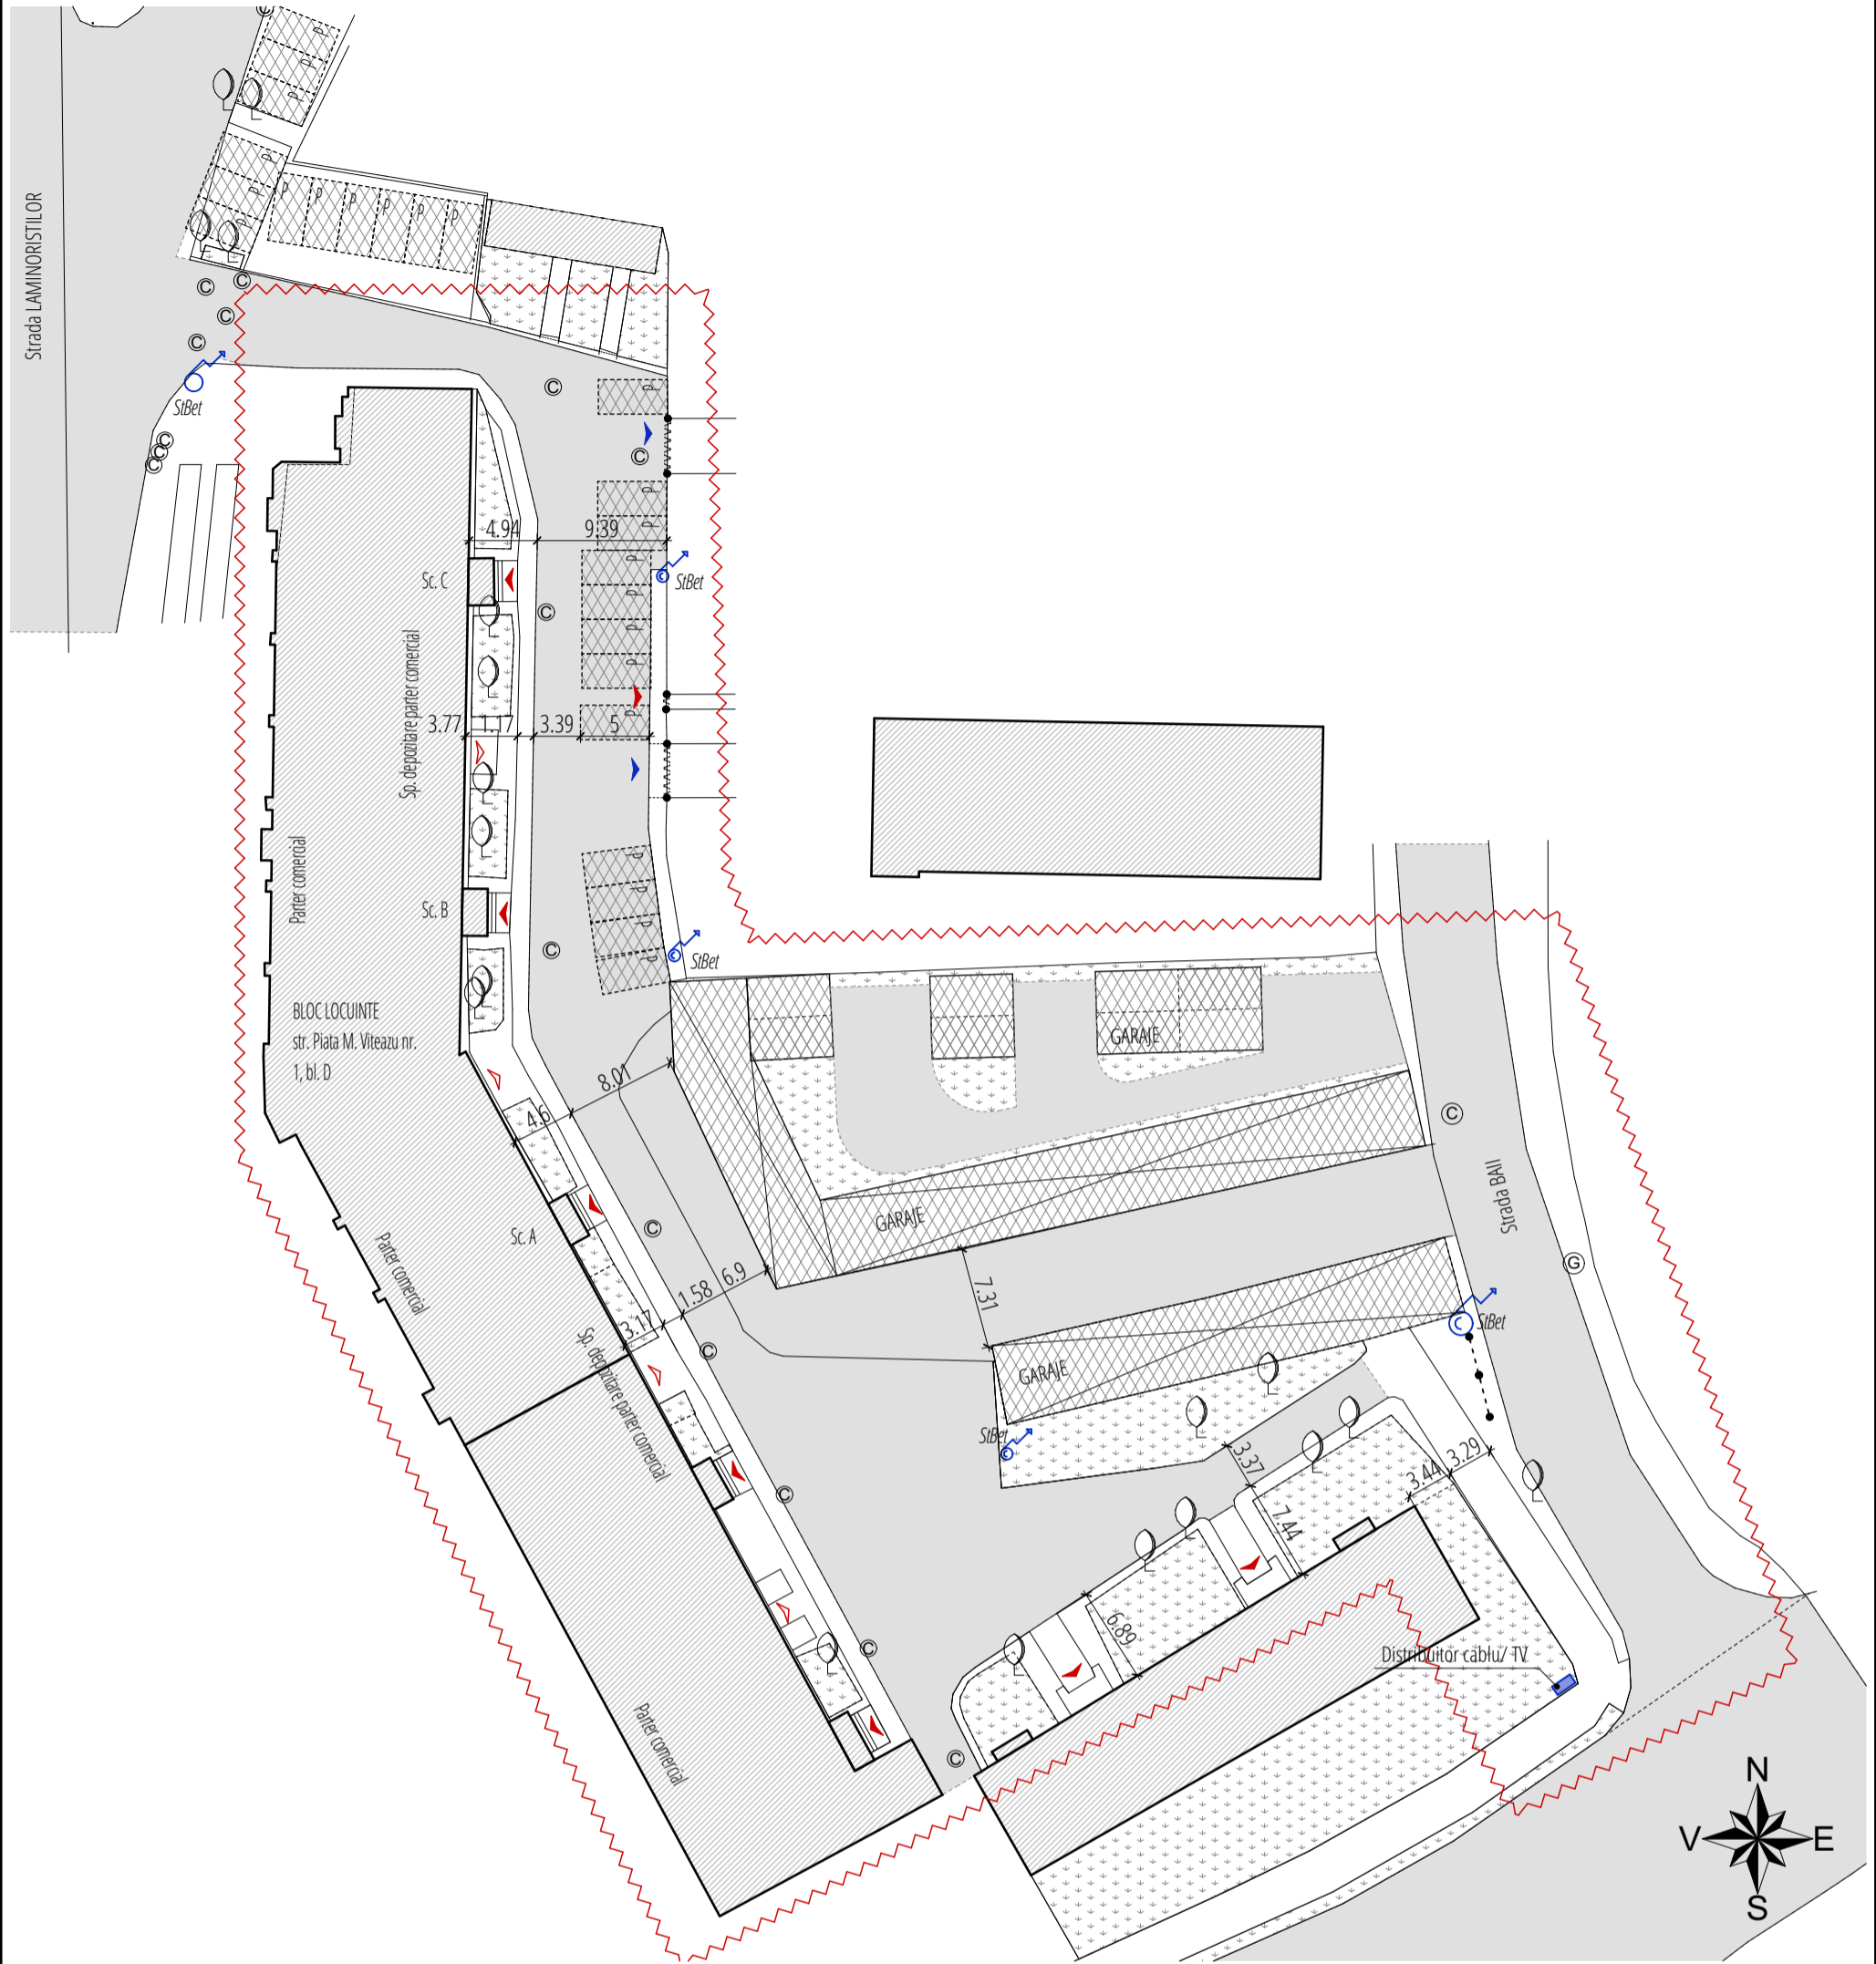 Strada LAMINORISTILOR
P
P
P
P
P
P
P
P
P
P
P
P
C
C
C
C
C
StBet
C
C
C
C
P
C
C
P
P
4.94
9.39
Sc. C
P
P
P
P
StBet
C
Sp. depozitare parter comercial
3.77
1.17
3.39
5
P
Parter comercial
Sc. B
C
P
P
P
P
StBet
BLOC LOCUINTE
str. Piata M. Viteazu nr.
1, bl. D
GARAJE
8.01
4.6
C
Strada BAII
Sc. A
C
GARAJE
Parter comercial
G
1.58
6.9
3.17
7.31
StBet
C
Sp. depozitare parter comercial
GARAJE
StBet
C
3.37
3.44
3.29
7.44
6.89
C
Distribuitor cablu/ TV
Parter comercial
C
N
V
E
S